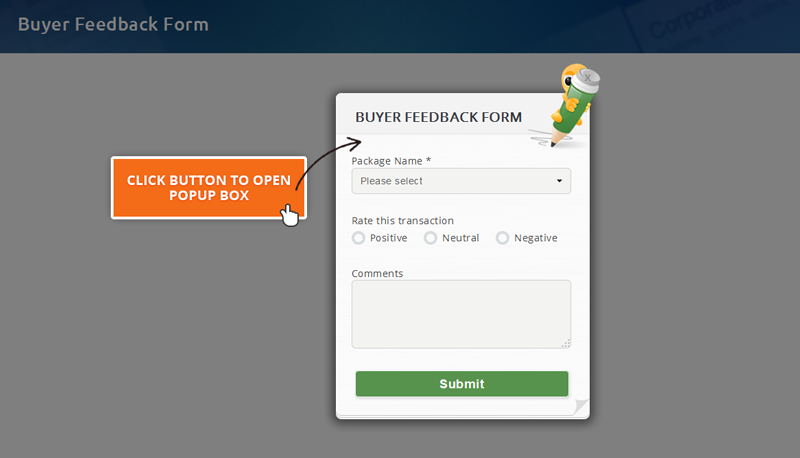 Buyer Feedback Form
BUYER FEEDBACK FORM
CLICK BUTTON TO OPEN
POPUP BOX
Package Name *
Please select
Rate this transaction
Positive Neutral Negative
Comments
Submit